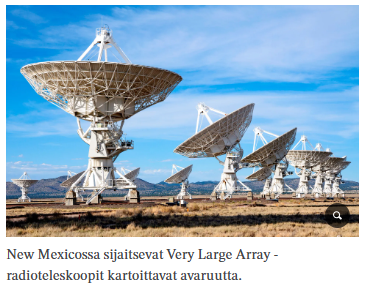 New Mexicossa sijaitsevat Very Large Array -
radioteleskoopit kartoittavat avaruutta.